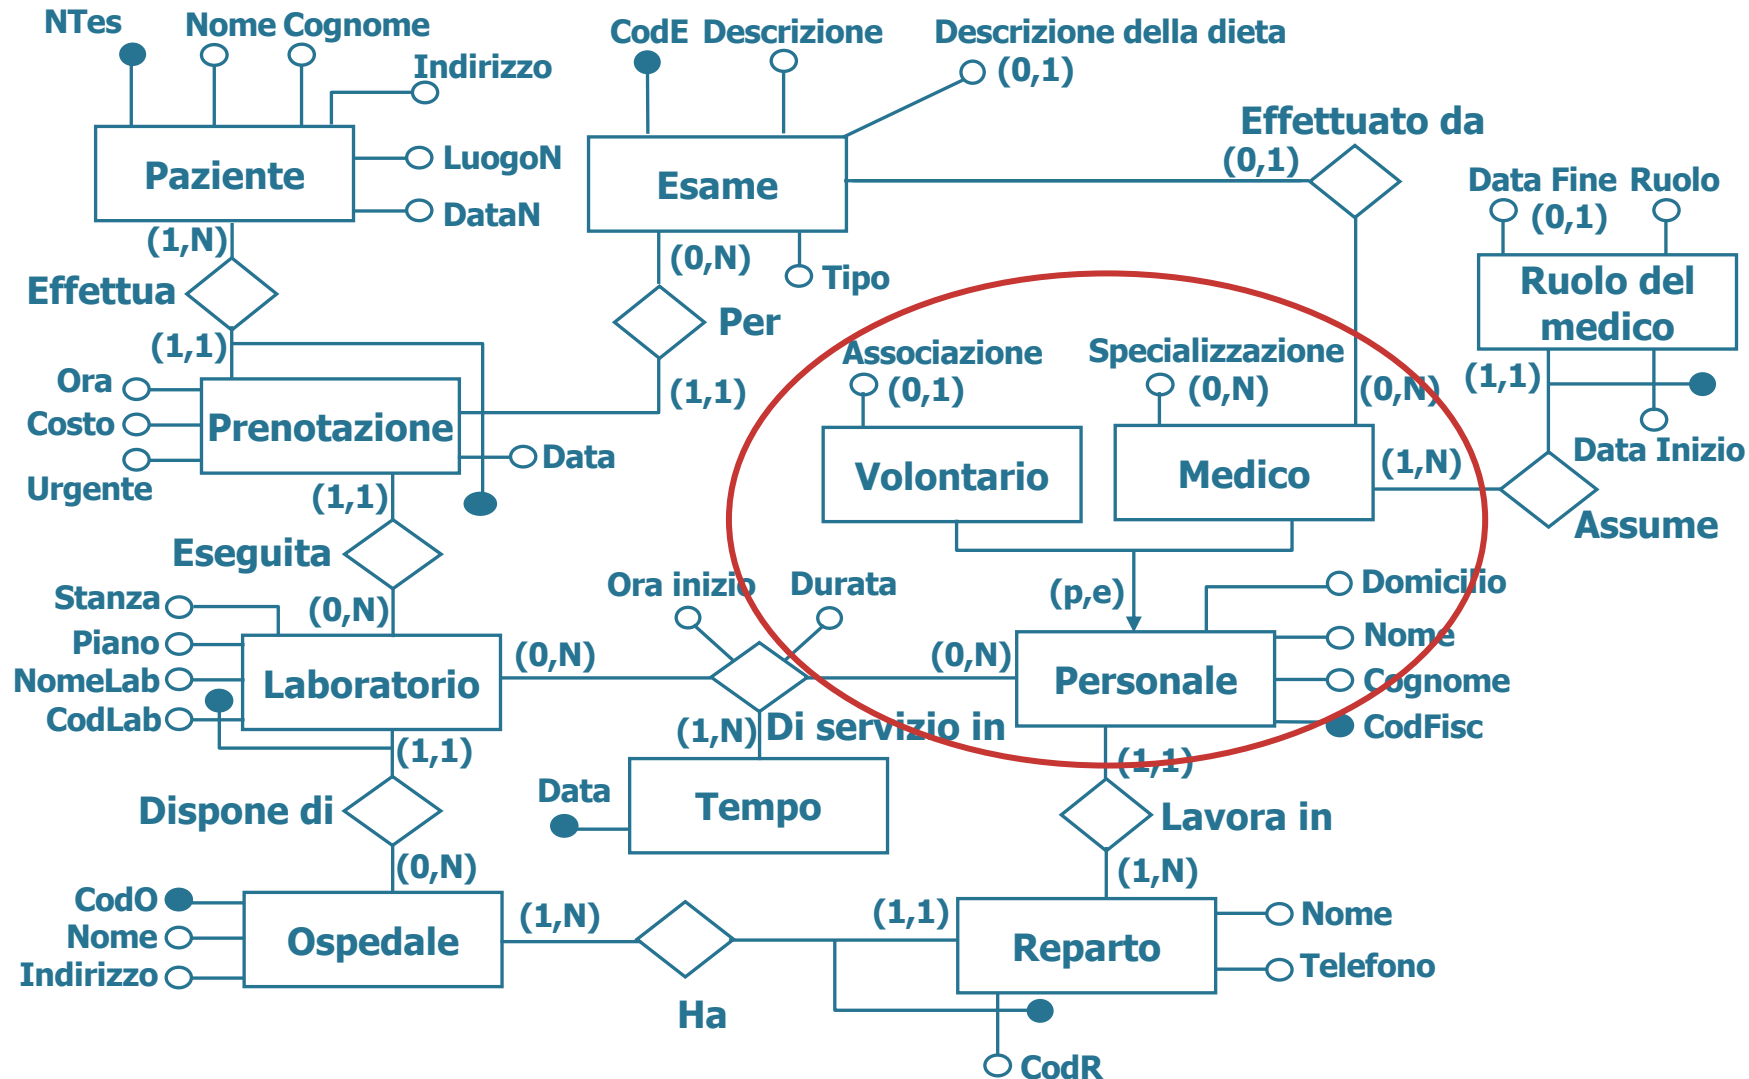 NTes
Nome Cognome
Indirizzo
Paziente
LuogoN
DataN
(1,N)
Effettua
(1,1)
Ora
Costo
Urgente
Prenotazione
Data
(1,1)
Eseguita
(0,N)
Stanza
Piano
NomeLab
CodLab
Laboratorio
(1,1)
Dispone di
(0,N)
CodO
Nome
Indirizzo
Ospedale
(1,N)
Ha
(1,1)
CodE
Descrizione
Descrizione della dieta
(0,1)
Esame
(0,N)
Tipo
Per
(1,1)
Effettuato da
(0,1)
(0,N)
Data Fine
(0,1)
Ruolo
Ruolo del
medico
(1,1)
Data Inizio
Assume
(1,N)
Associazione
(0,1)
Volontario
Specializzazione
(0,N)
Medico
(p,e)
Domicilio
Nome
Cognome
CodFisc
Personale
(0,N)
Ora inizio
Durata
(0,N)
Di servizio in
(1,N)
Data
Tempo
(1,1)
Lavora in
(1,N)
Reparto
Nome
Telefono
CodR